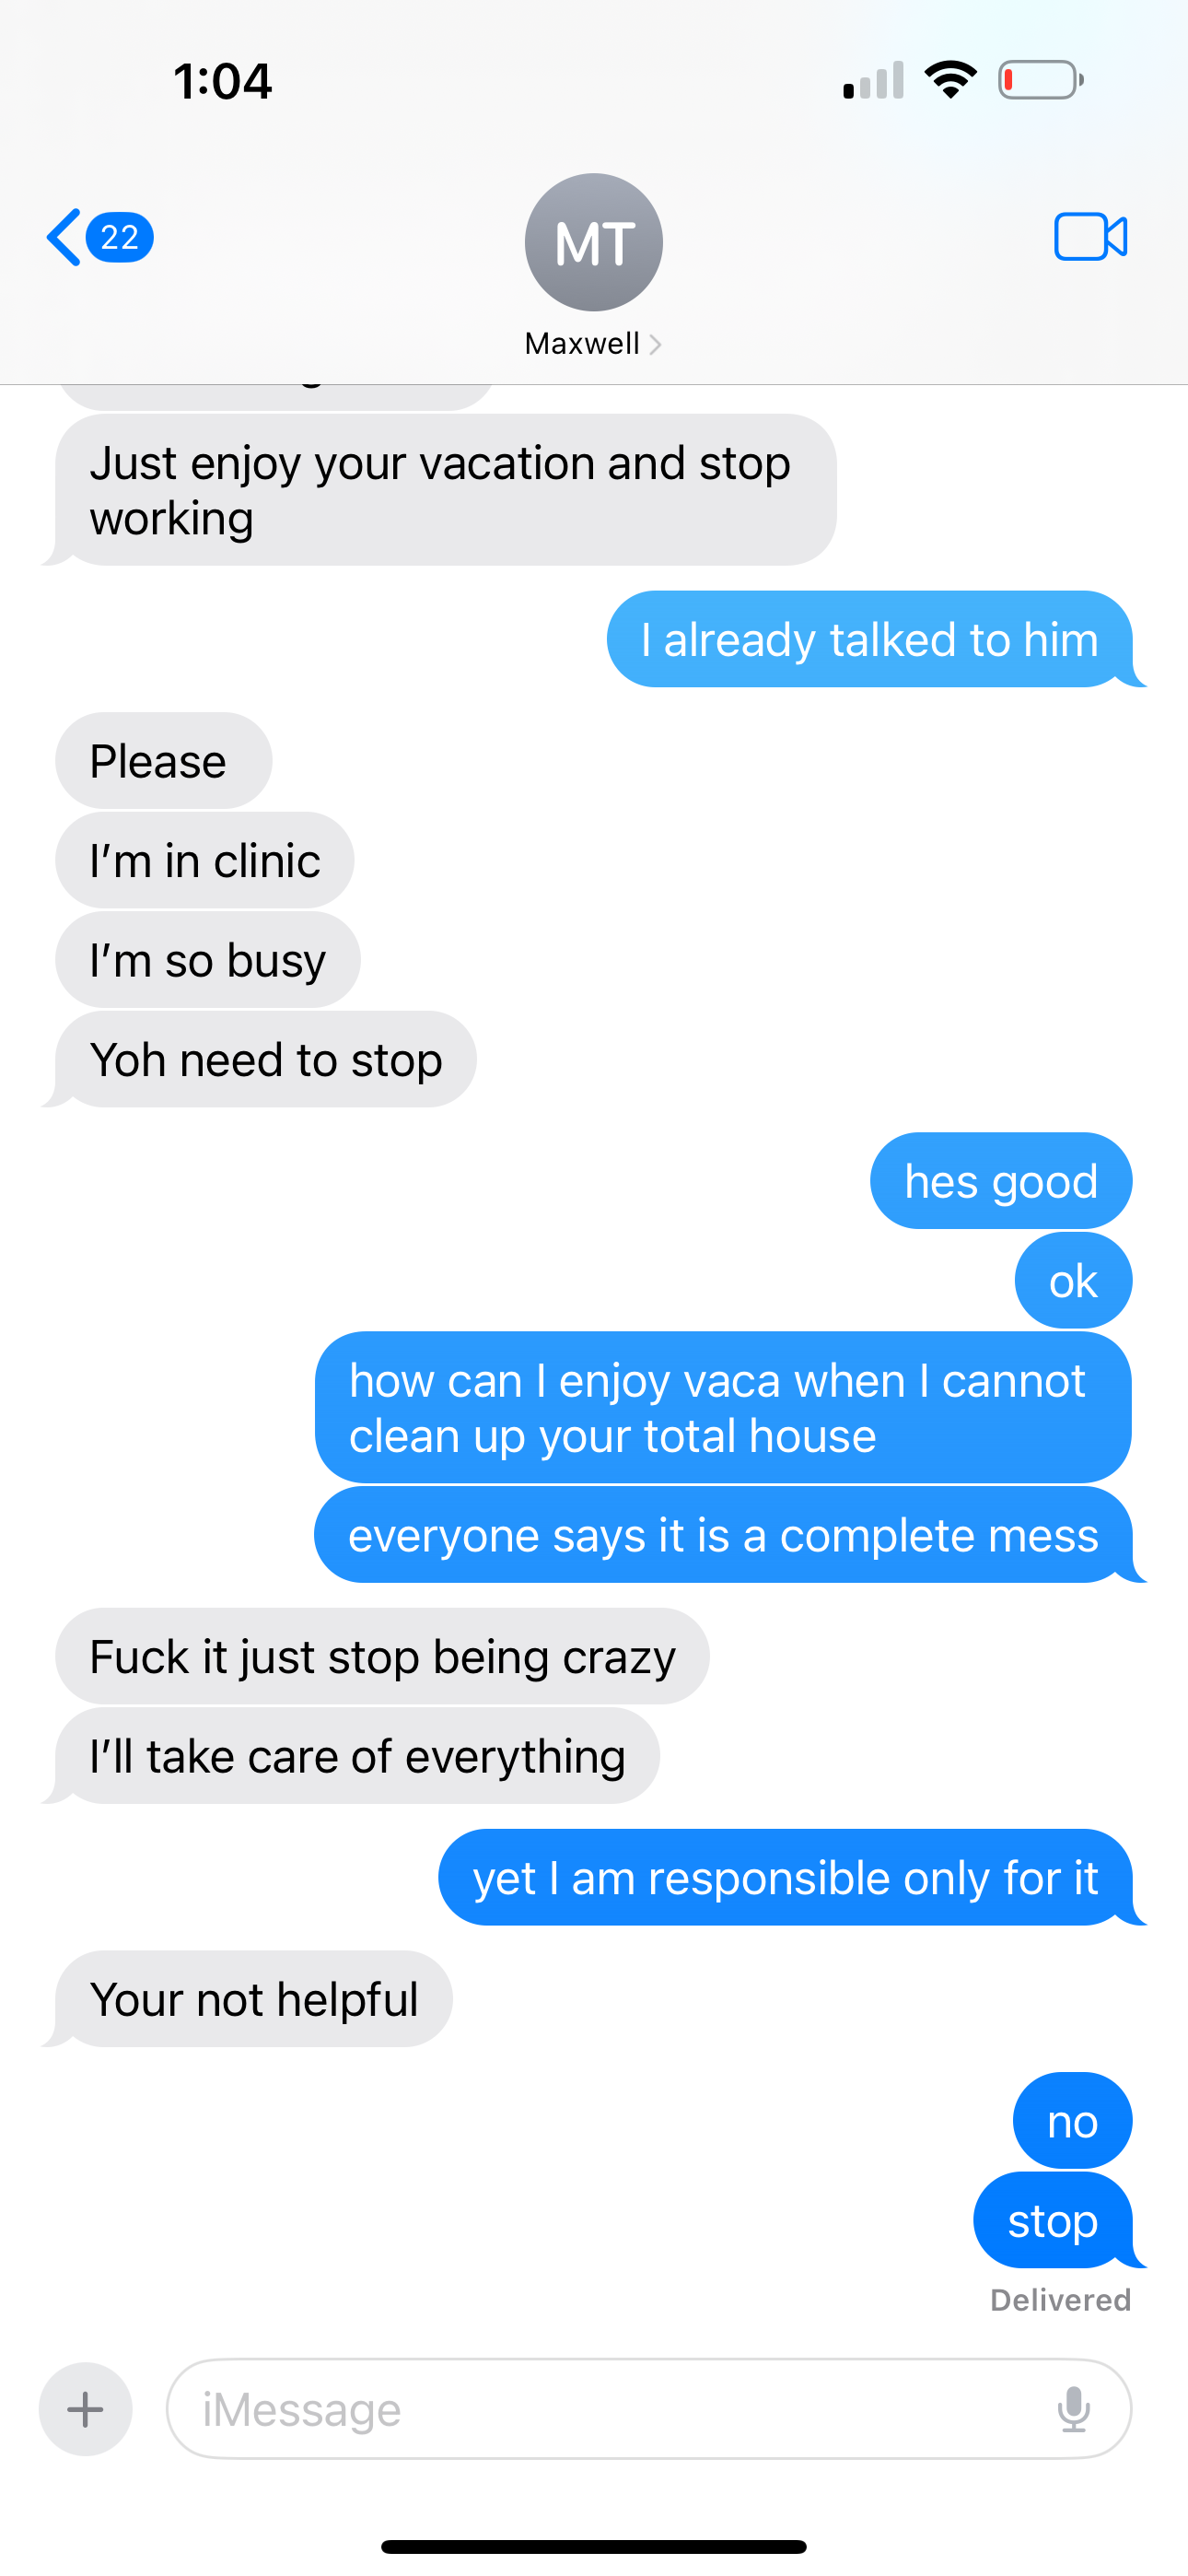 1:04
22
MT
Maxwell
Just enjoy your vacation and stop
working
I already talked to him
Please
I'm in clinic
I'm so busy
Yoh need to stop
hes good
ok
how can I enjoy vaca when I cannot
clean up your total house
everyone says it is a complete mess
Fuck it just stop being crazy
I'll take care of everything
yet I am responsible only for it
Your not helpful
no
stop
Delivered
iMessage